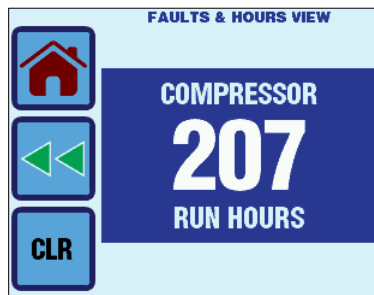 FAULTS & HOURS VIEW
COMPRESSOR
207
RUN HOURS
CLR